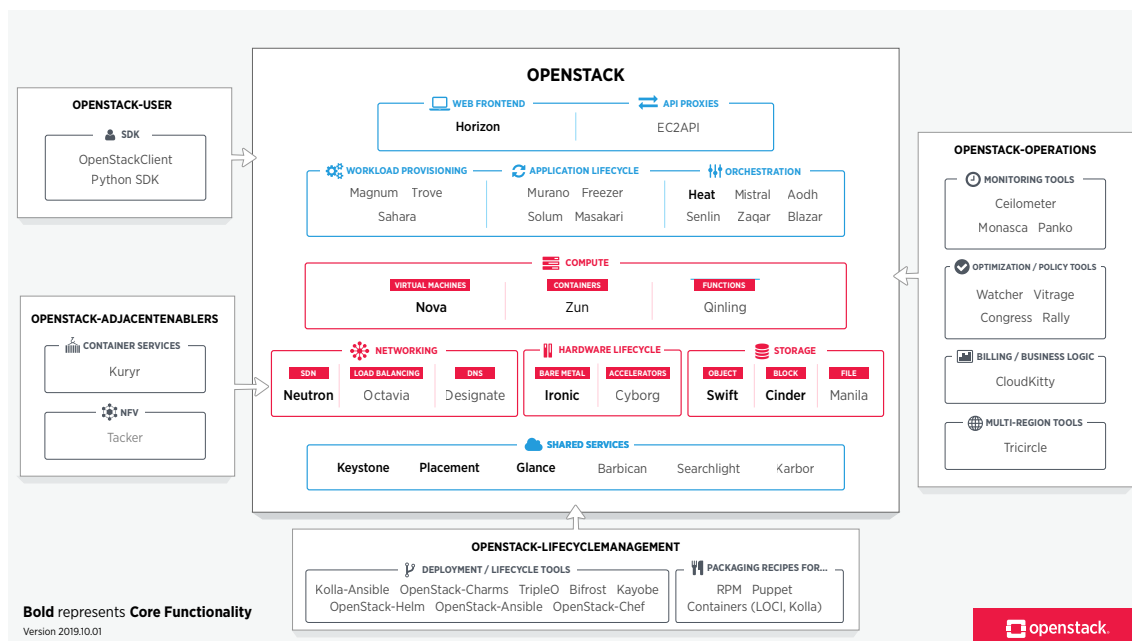 OPENSTACK
WEB FRONTEND
Horizon
API PROXIES
EC2API
WORKLOAD PROVISIONING
Magnum Trove
Sahara
APPLICATION LIFECYCLE
Murano Freezer
Solum Masakari
ORCHESTRATION
Heat Mistral Aodh
Senlin Zaqar Blazar
COMPUTE
VIRTUAL MACHINES
Nova
CONTAINERS
Zun
FUNCTIONS
Qinling
NETWORKING
SDN
Neutron
LOAD BALANCING
Octavia
DNS
Designate
HARDWARE LIFECYCLE
BARE METAL
Ironic
ACCELERATORS
Cyborg
STORAGE
OBJECT
Swift
BLOCK
Cinder
FILE
Manila
SHARED SERVICES
Keystone Placement Glance Barbican Searchlight Karbor
OPENSTACK-USER
SDK
OpenStackClient
Python SDK
OPENSTACK-ADJACENTENABLERS
CONTAINER SERVICES
Kuryr
NFV
Tacker
OPENSTACK-OPERATIONS
MONITORING TOOLS
Ceilometer
Monasca Panko
OPTIMIZATION / POLICY TOOLS
Watcher Vitrage
Congress Rally
BILLING / BUSINESS LOGIC
CloudKitty
MULTI-REGION TOOLS
Tricircle
OPENSTACK-LIFECYCLEMANAGEMENT
DEPLOYMENT / LIFECYCLE TOOLS
Kolla-Ansible OpenStack-Charms TripleO Bifrost Kayobe
OpenStack-Helm OpenStack-Ansible OpenStack-Chef
PACKAGING RECIPES FOR...
RPM Puppet
Containers (LOCI, Kolla)
Bold represents Core Functionality
Version 2019.10.01
openstack.